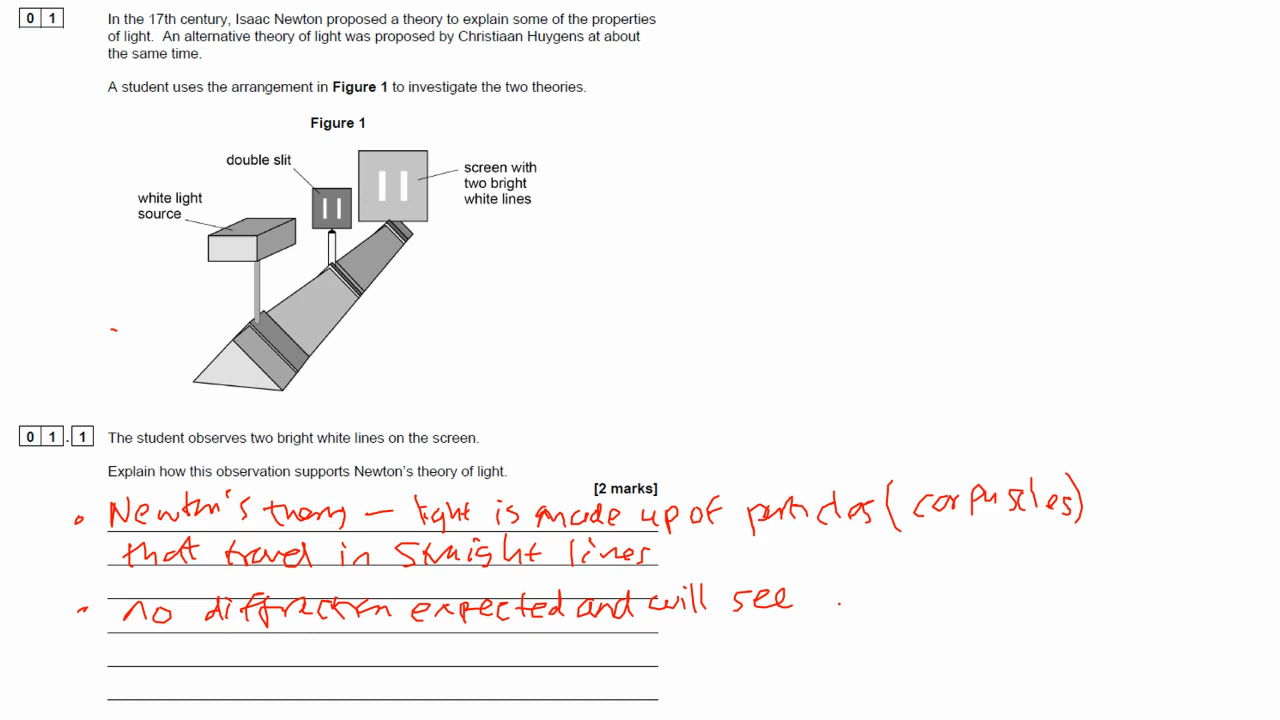 0 1
In the 17th century, Isaac Newton proposed a theory to explain some of the properties
of light. An alternative theory of light was proposed by Christiaan Huygens at about
the same time.
A student uses the arrangement in Figure 1 to investigate the two theories.
Figure 1
double slit
screen with
two bright
white lines
white light
source
0 1 . 1
The student observes two bright white lines on the screen.
Explain how this observation supports Newton's theory of light.
[2 marks]
• Newton's theory – light is made up of particles (corpuscles)
that travel in straight lines
• no diffraction expected and will see